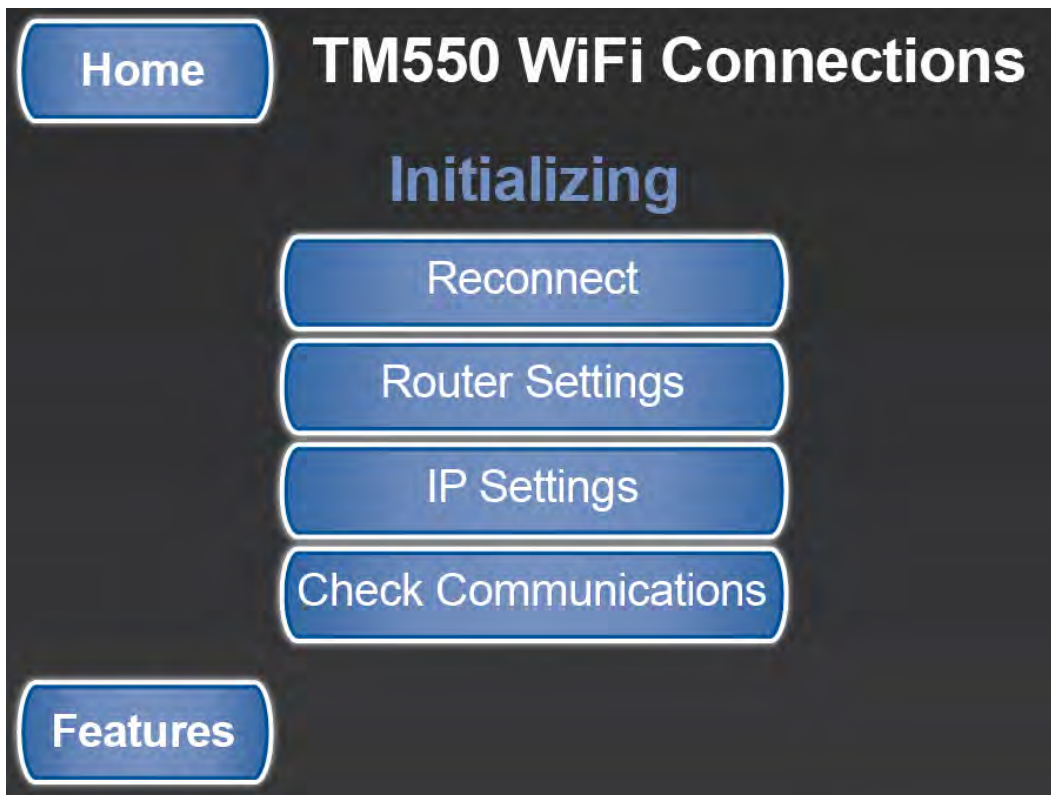 Home
TM550 WiFi Connections
Initializing
Reconnect
Router Settings
IP Settings
Check Communications
Features